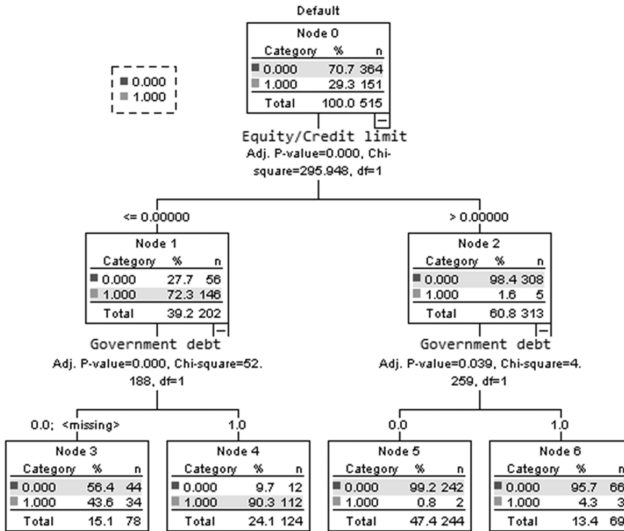 Default
Node 0
Category % n
0.000 70.7 364
1.000 29.3 151
Total 100.0 515
0.000
1.000
Equity/Credit limit
Adj. P-value=0.000, Chi-
square=295.948, df=1
<= 0.00000
> 0.00000
Node 1
Category % n
0.000 27.7 56
1.000 72.3 146
Total 39.2 202
Node 2
Category % n
0.000 98.4 308
1.000 1.6 5
Total 60.8 313
Government debt
Adj. P-value=0.000, Chi-square=52.
188, df=1
Government debt
Adj. P-value=0.039, Chi-square=4.
259, df=1
0.0; <missing>
1.0
0.0
1.0
Node 3
Category % n
0.000 56.4 44
1.000 43.6 34
Total 15.1 78
Node 4
Category % n
0.000 9.7 12
1.000 90.3 112
Total 24.1 124
Node 5
Category % n
0.000 99.2 242
1.000 0.8 2
Total 47.4 244
Node 6
Category % n
0.000 95.7 66
1.000 4.3 3
Total 13.4 69